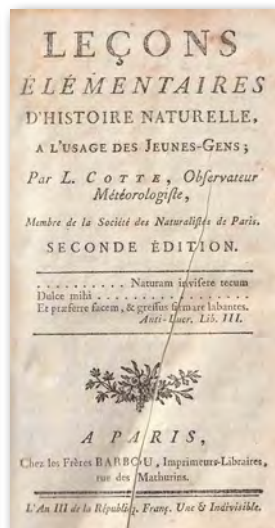 LEÇONS
ÉLÉMENTAIRES
D'HISTOIRE NATURELLE,
A L'USAGE DES JEUNES-GENS;
Par L. COTTE, Obſervateur
Météorologiſte,
Membre de la Société des Naturaliſtes de Paris.
SECONDE ÉDITION.
. . . . . . . . . . Naturam inviſere tecum
Dulce mihi . . . . . . . . . . . . . . . .
Et præferre facem, & greſſus firmare labantes.
Anti-Lucr. Lib. III.
A PARIS,
Chez les Frères BARBOU, Imprimeurs-Libraires,
rue des Mathurins.
L'An III de la Républiq. Franç. Une & Indiviſible.